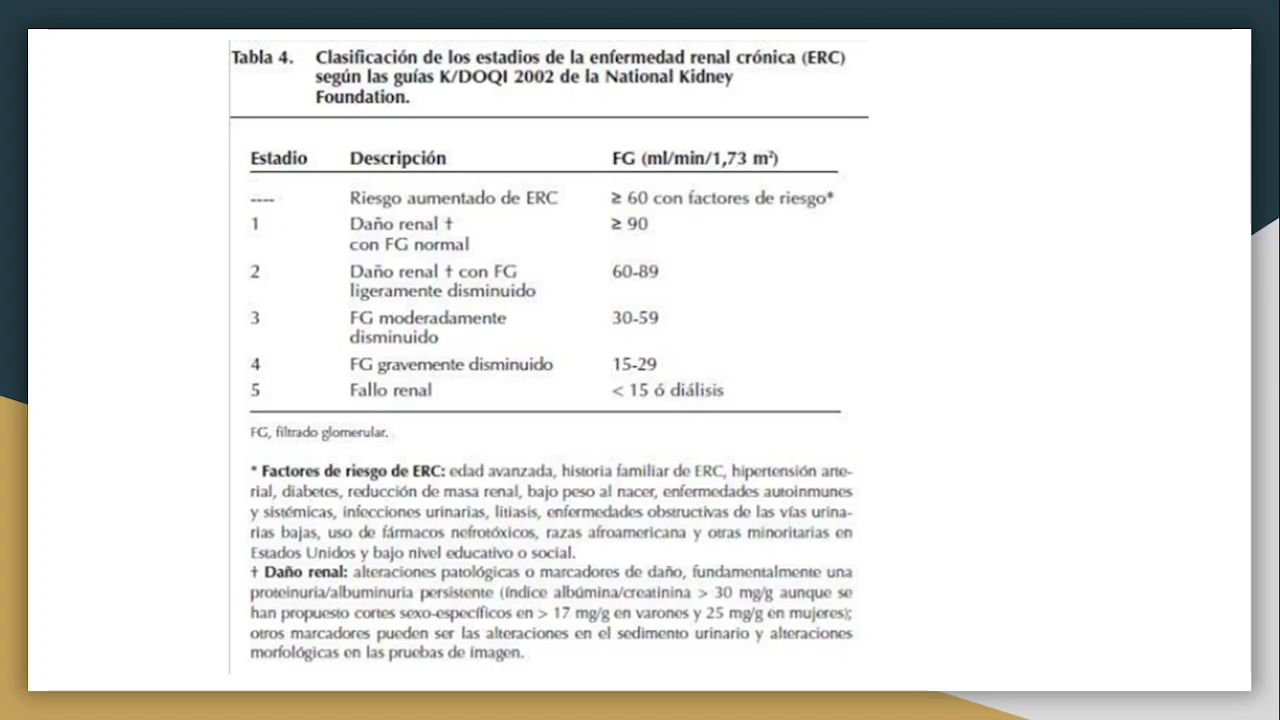 Tabla 4. Clasificación de los estadios de la enfermedad renal crónica (ERC)
según las guías K/DOQI 2002 de la National Kidney
Foundation.
Estadio Descripción FG (ml/min/1,73 m²)
---- Riesgo aumentado de ERC ≥ 60 con factores de riesgo*
1 Daño renal † ≥ 90
con FG normal
2 Daño renal † con FG 60-89
ligeramente disminuido
3 FG moderadamente 30-59
disminuido
4 FG gravemente disminuido 15-29
5 Fallo renal < 15 ó diálisis
FG, filtrado glomerular.
* Factores de riesgo de ERC: edad avanzada, historia familiar de ERC, hipertensión arte-
rial, diabetes, reducción de masa renal, bajo peso al nacer, enfermedades autoinmunes
y sistémicas, infecciones urinarias, litiasis, enfermedades obstructivas de las vías urina-
rias bajas, uso de fármacos nefrotóxicos, razas afroamericana y otras minoritarias en
Estados Unidos y bajo nivel educativo o social.
† Daño renal: alteraciones patológicas o marcadores de daño, fundamentalmente una
proteinuria/albuminuria persistente (índice albúmina/creatinina > 30 mg/g aunque se
han propuesto cortes sexo-específicos en > 17 mg/g en varones y 25 mg/g en mujeres);
otros marcadores pueden ser las alteraciones en el sedimento urinario y alteraciones
morfológicas en las pruebas de imagen.